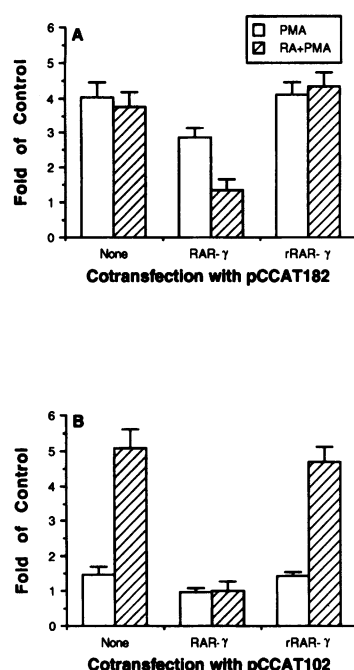 A
PMA
RA+PMA
Fold of Control
6
5
4
3
2
1
0
None
RAR-γ
rRAR-γ
Cotransfection with pCCAT182
B
Fold of Control
6
5
4
3
2
1
0
None
RAR-γ
rRAR-γ
Cotransfection with pCCAT102